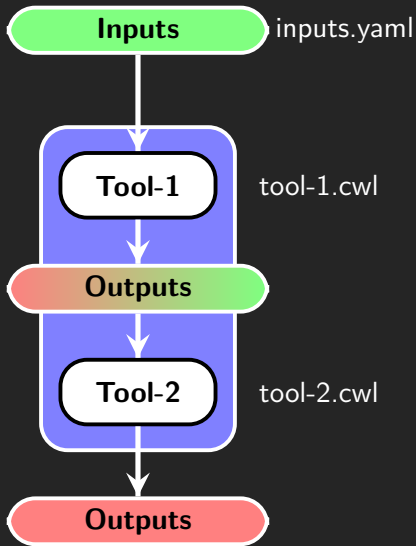 Inputs inputs.yaml
Tool-1 tool-1.cwl
Outputs
Tool-2 tool-2.cwl
Outputs